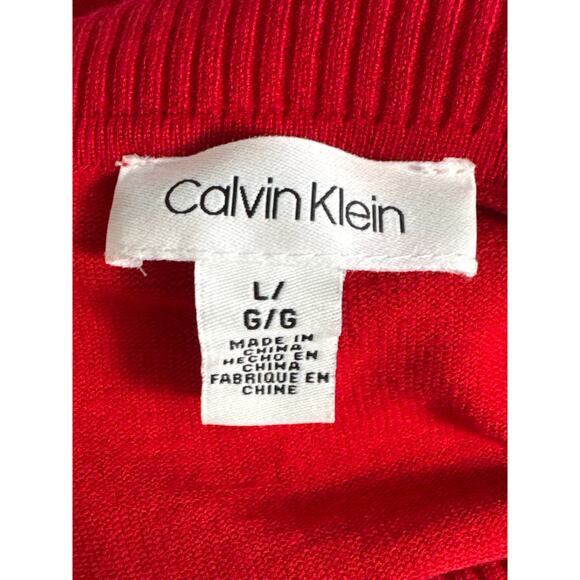 Calvin Klein
L/
G/G
MADE IN
CHINA
HECHO EN
CHINA
FABRIQUE EN
CHINE